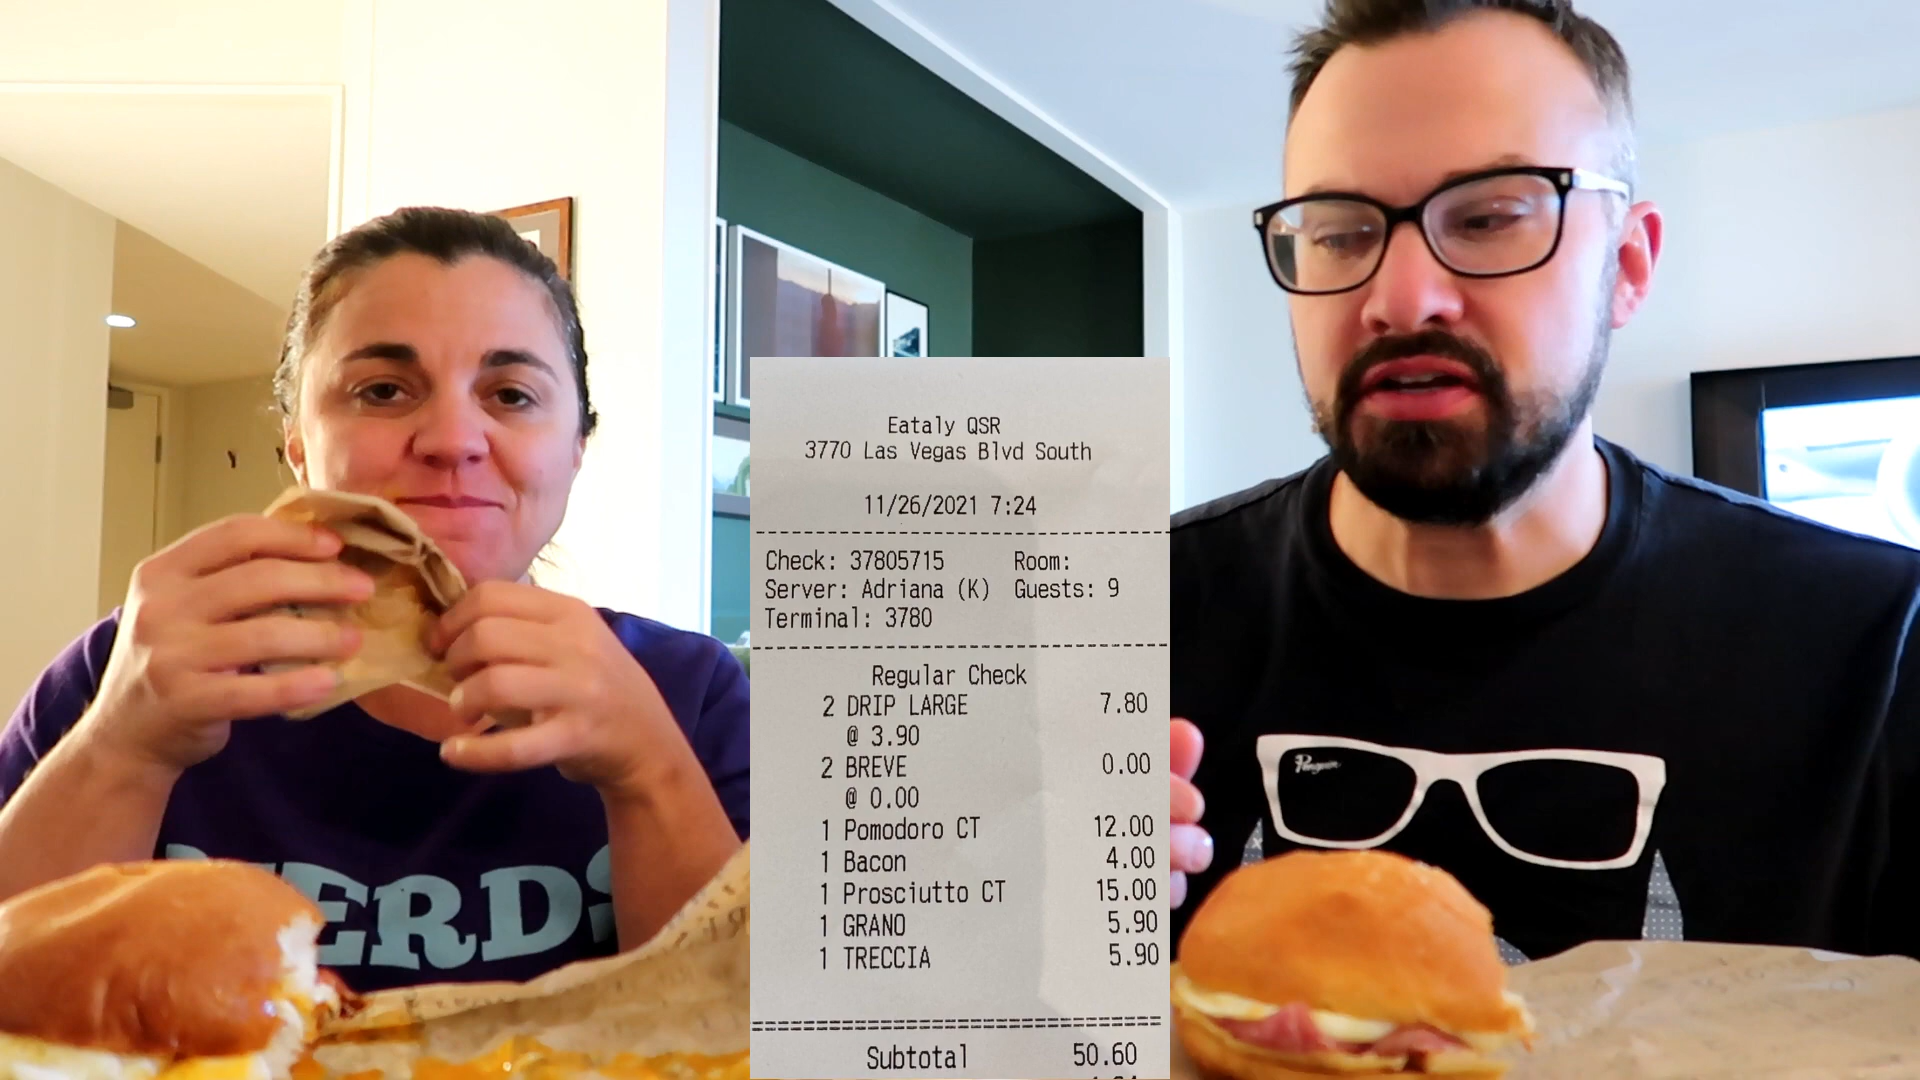 Eataly QSR
3770 Las Vegas Blvd South
11/26/2021 7:24
Check: 37805715 Room:
Server: Adriana (K) Guests: 9
Terminal: 3780
Regular Check
2 DRIP LARGE 7.80
@ 3.90
2 BREVE 0.00
@ 0.00
1 Pomodoro CT 12.00
1 Bacon 4.00
1 Prosciutto CT 15.00
1 GRANO 5.90
1 TRECCIA 5.90
Subtotal 50.60
NERDS
Penguin